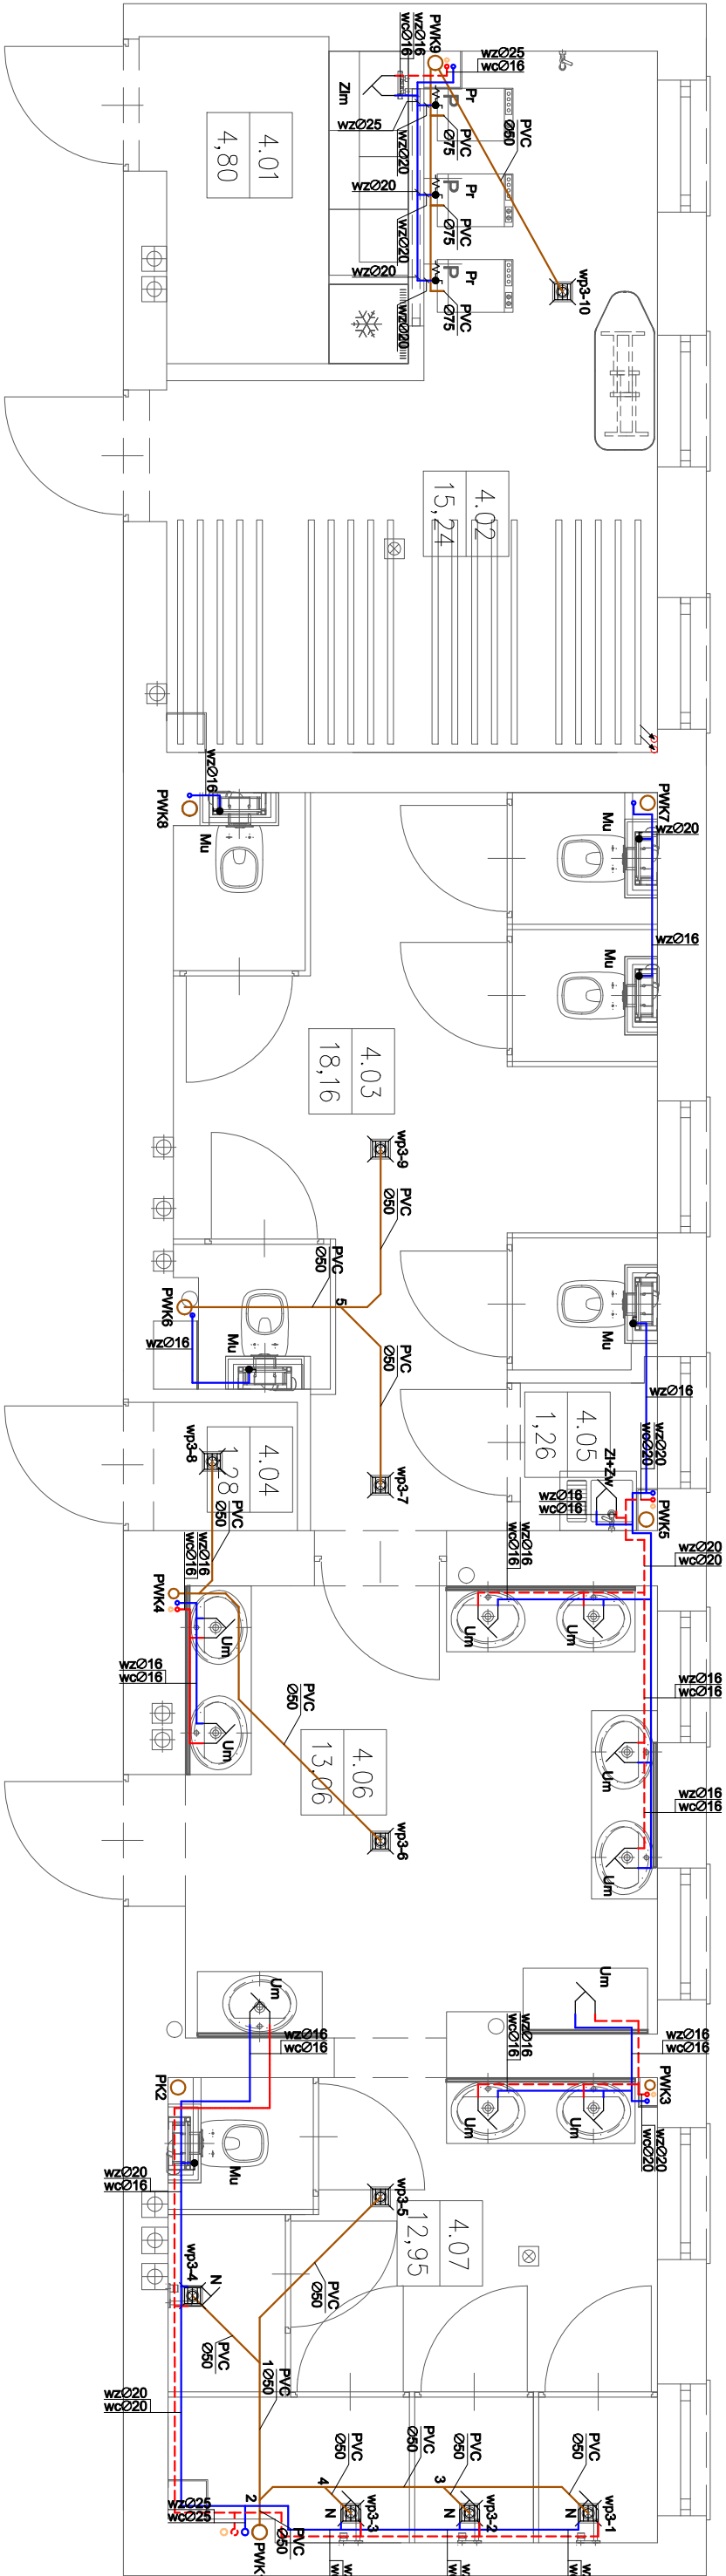 PWK9
wzØ16
wcØ16
wzØ25
wcØ16
Zlm
wzØ25
4.01
4,80
Pr
P
PVC
Ø75
wzØ20
PVC
Ø50
wzØ20
Pr
P
PVC
Ø75
wzØ20
wzØ20
Pr
P
PVC
Ø75
wzØ20
wp3-10
4.02
15,24
wzØ16
PWK8
Mu
PWK7
Mu
wzØ20
Mu
wzØ16
4.03
18,16
wp3-9
PVC
Ø50
PVC
Ø50
5
PWK6
wzØ16
Mu
PVC
Ø50
wp3-7
Mu
wzØ16
4.05
1,26
wzØ20
wcØ20
Zl+Zw
wzØ16
wcØ16
PWK5
4.04
1,28
wp3-8
PVC
Ø50
wzØ16
wcØ16
PWK4
wzØ16
wcØ16
wzØ20
wcØ20
Um
Um
Um
Um
wzØ16
wcØ16
wzØ16
wcØ16
PVC
Ø50
4.06
13,06
Um
Um
wzØ16
wcØ16
wp3-6
Um
wzØ16
wcØ16
Um
wzØ16
wcØ16
wzØ16
wcØ16
PWK3
wzØ20
wcØ20
Um
Um
PK2
Mu
wzØ20
wcØ16
wp3-5
4.07
12,95
PVC
Ø50
wp3-4
N
PVC
Ø50
PVC
Ø50
1
wzØ20
wcØ20
PVC
Ø50
PVC
Ø50
PVC
Ø50
PVC
Ø50
4
3
2
wp3-3
N
wp3-2
N
wp3-1
N
wzØ25
wcØ25
PVC
Ø50
PWK